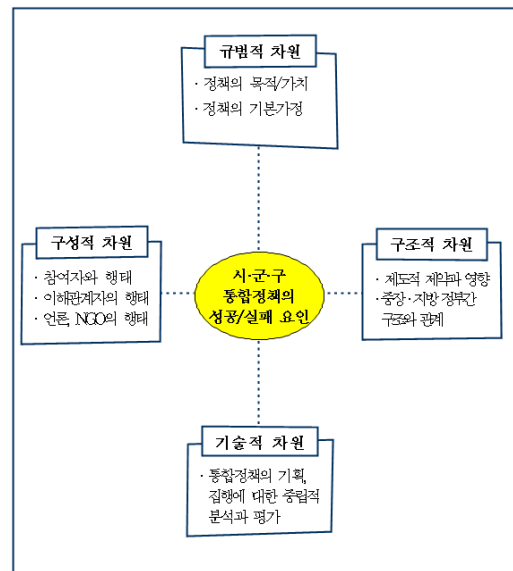 규범적 차원
· 정책의 목적/가치
· 정책의 기본가정
구성적 차원
· 참여자와 행태
· 이해관계자의 행태
· 언론, NGO의 행태
시·군·구
통합정책의
성공/실패 요인
구조적 차원
· 제도적 제약과 영향
· 중장·지방 정부간
구조와 관계
기술적 차원
· 통합정책의 기획,
집행에 대한 중립적
분석과 평가